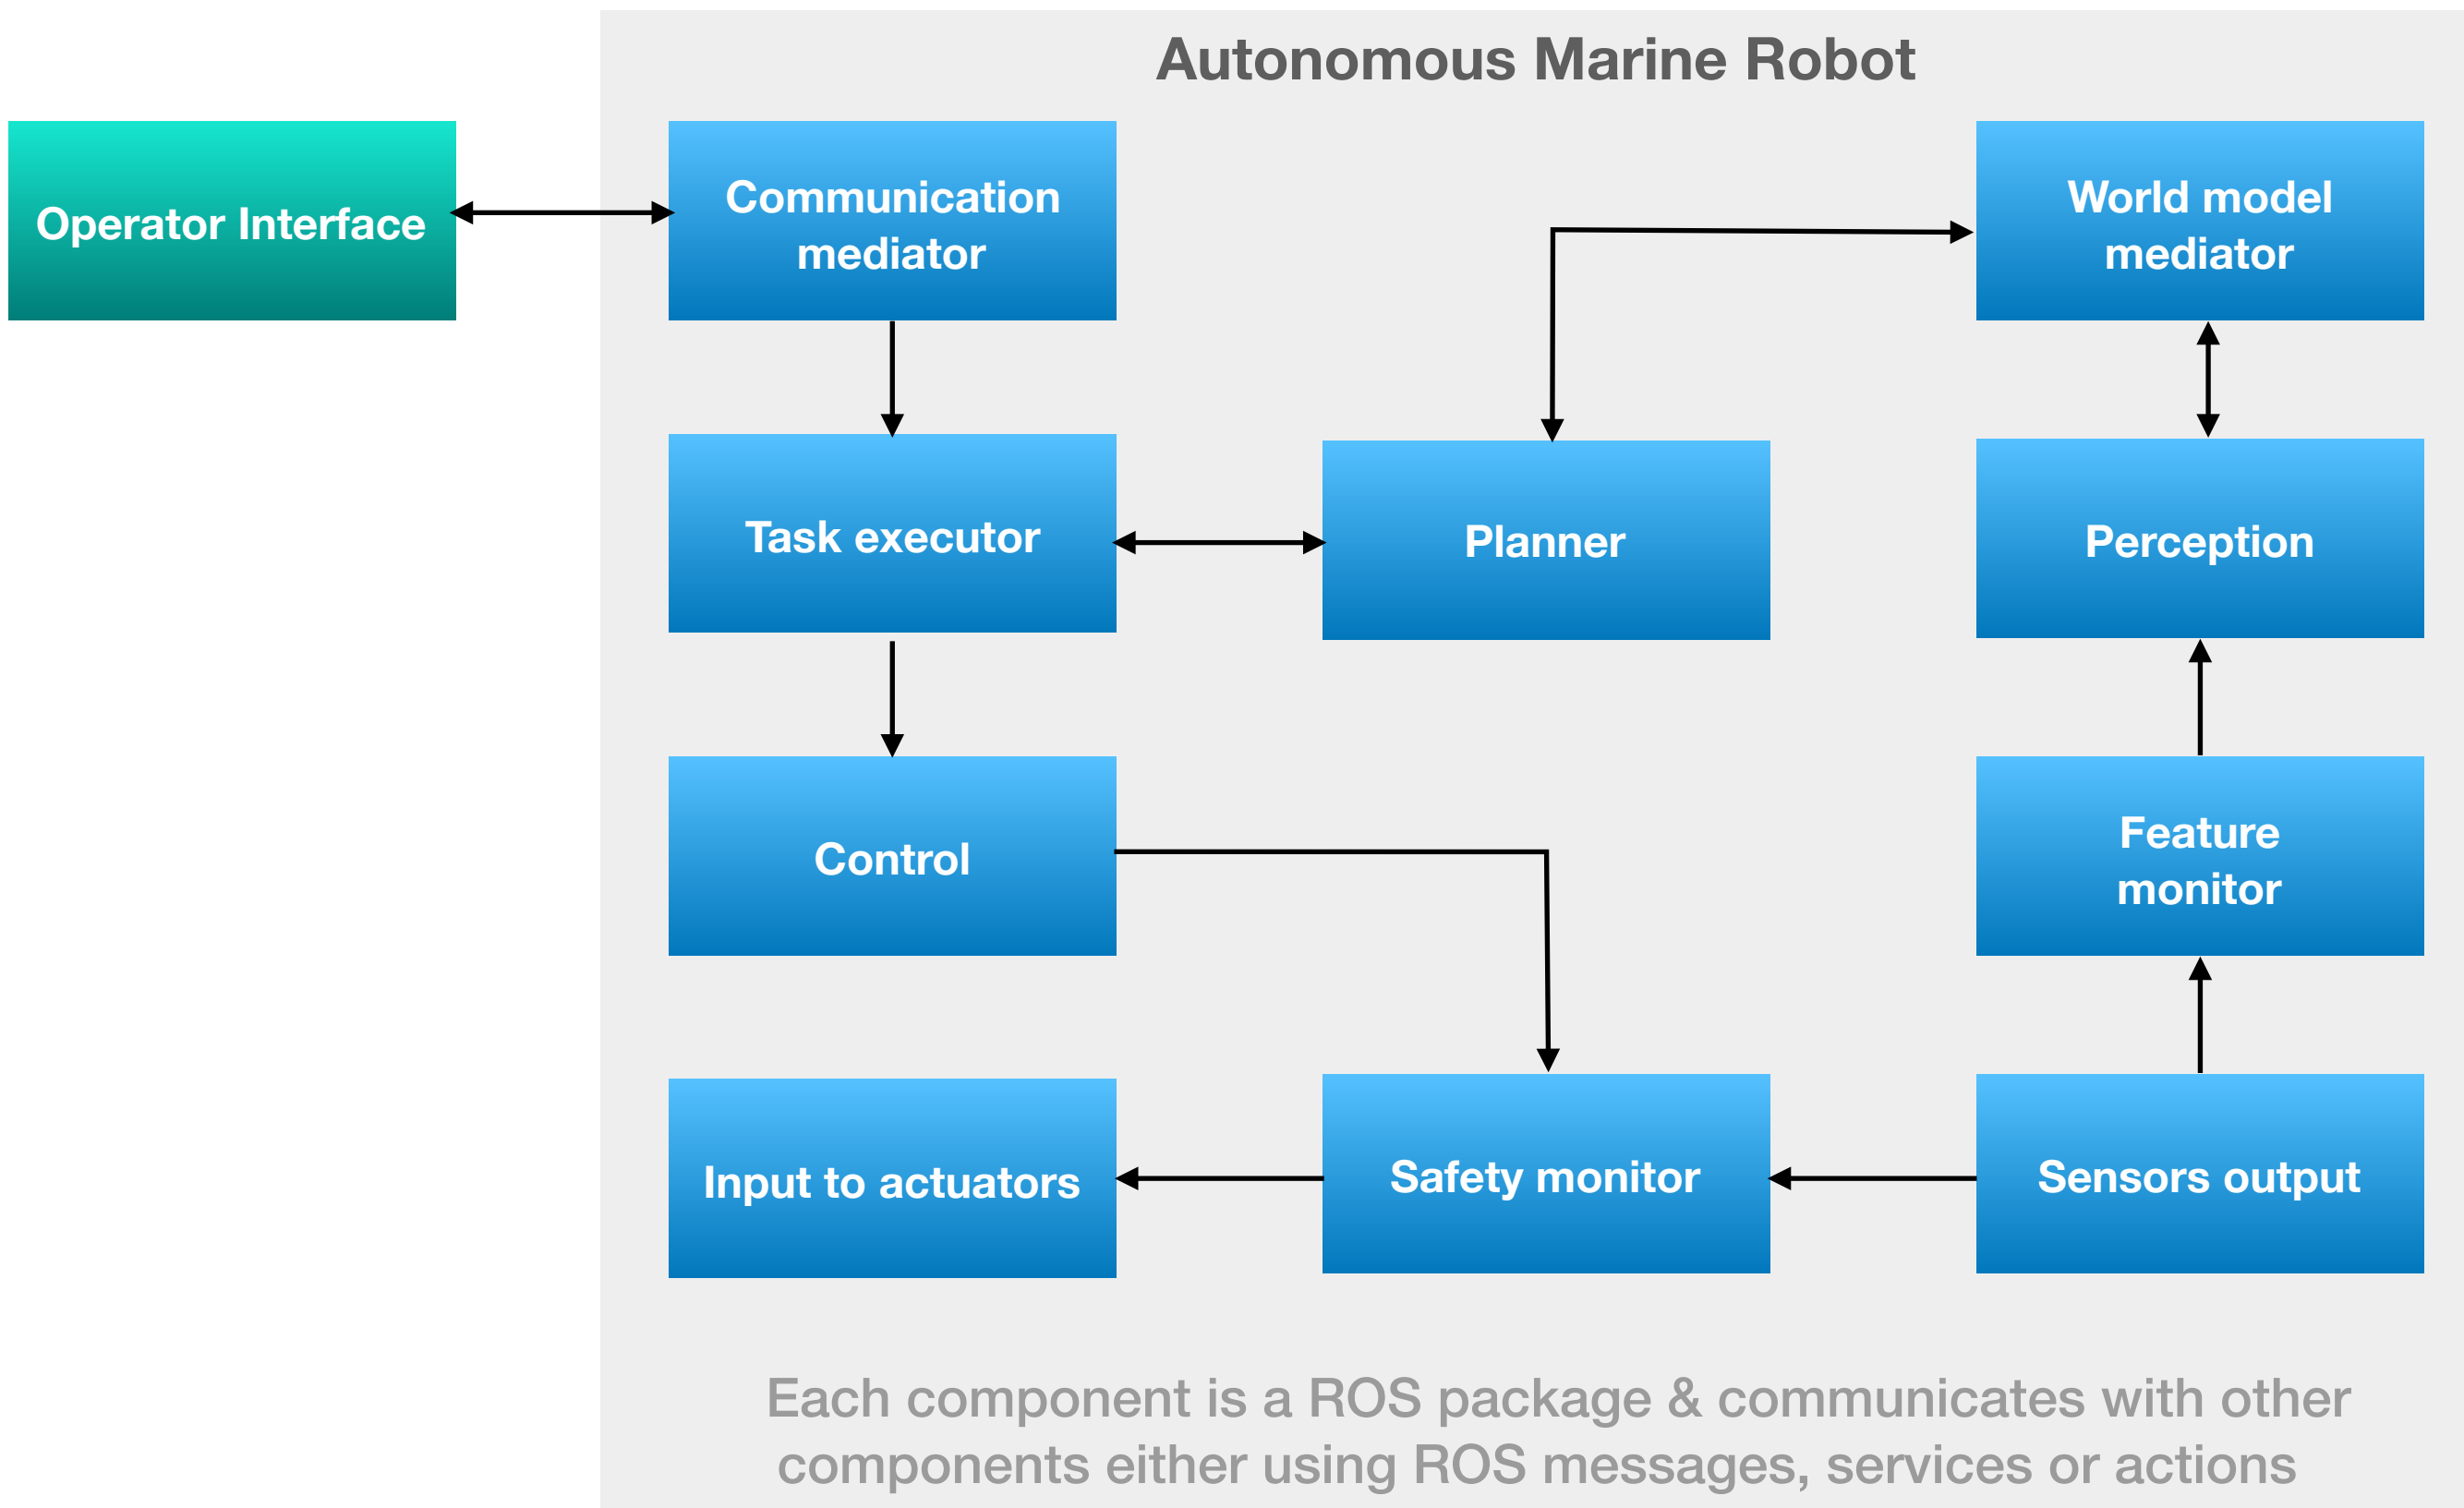 Autonomous Marine Robot
Operator Interface
Communication
mediator
World model
mediator
Task executor
Planner
Perception
Control
Feature
monitor
Input to actuators
Safety monitor
Sensors output
Each component is a ROS package & communicates with other
components either using ROS messages, services or actions